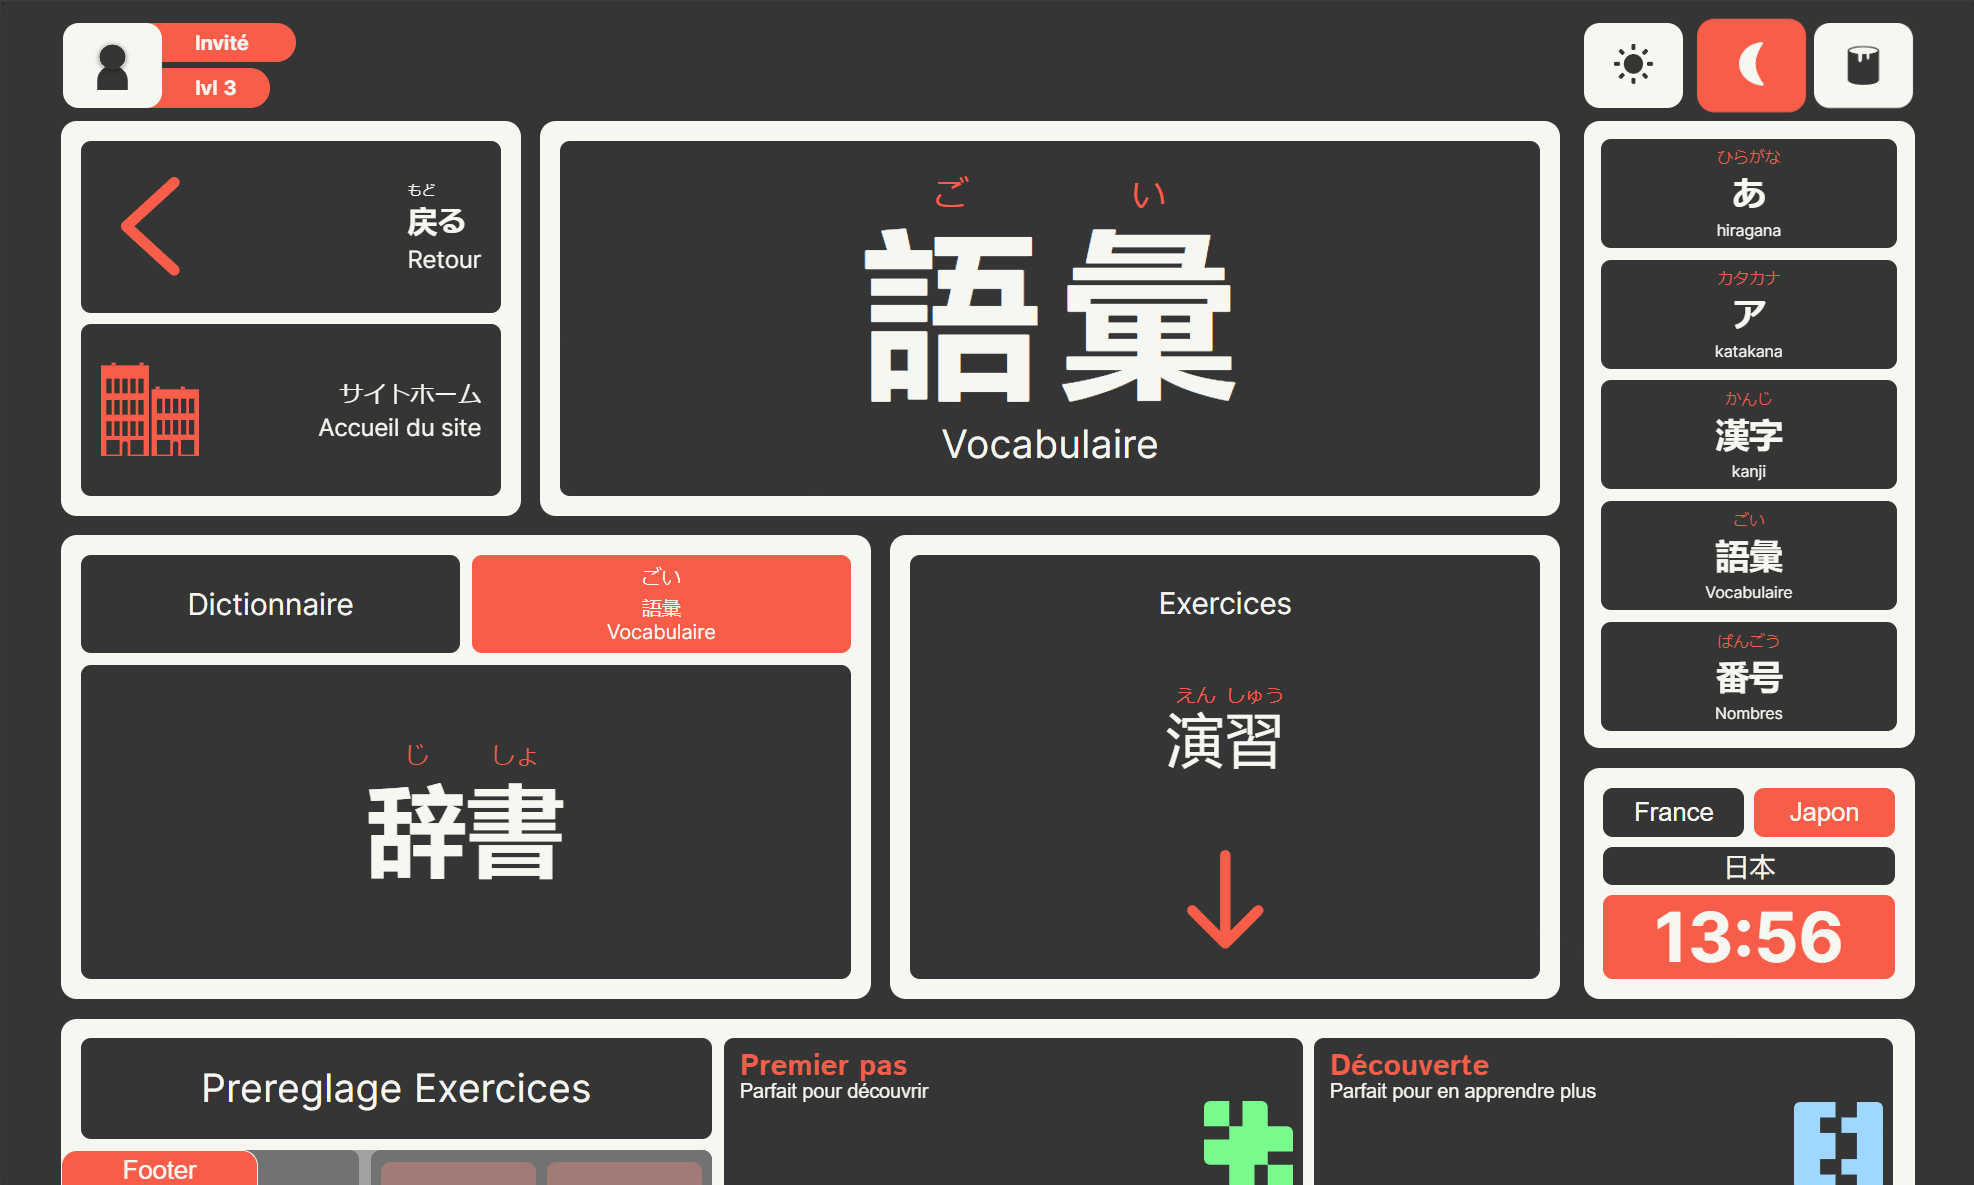 Invité
lvl 3
もど
戻る
Retour
サイトホーム
Accueil du site
ご い
語彙
Vocabulaire
ひらがな
あ
hiragana
カタカナ
ア
katakana
かんじ
漢字
kanji
ごい
語彙
Vocabulaire
ばんごう
番号
Nombres
Dictionnaire
ごい
語彙
Vocabulaire
じ しょ
辞書
Exercices
えん しゅう
演習
France
Japon
日本
13:56
Prereglage Exercices
Premier pas
Parfait pour découvrir
Découverte
Parfait pour en apprendre plus
Footer